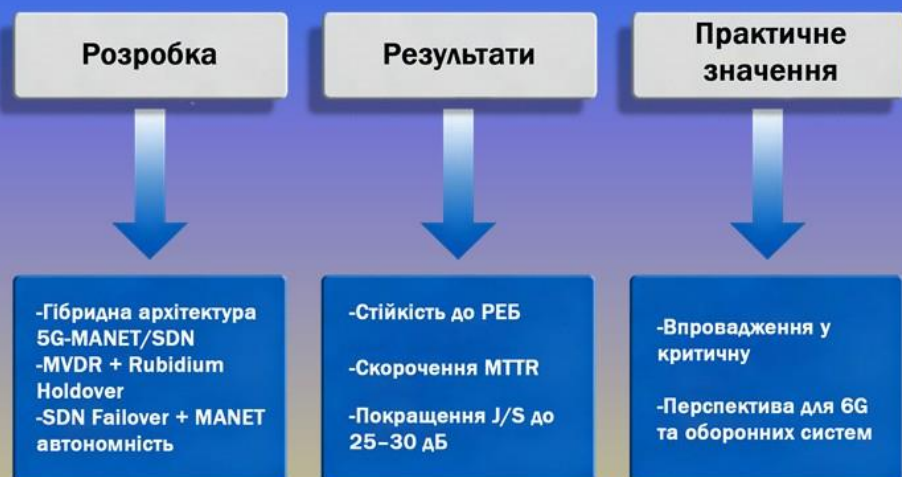 Розробка
-Гібридна архітектура
5G-MANET/SDN
-MVDR + Rubidium
Holdover
-SDN Failover + MANET
автономність
Результати
-Стійкість до РЕБ
-Скорочення MTTR
-Покращення J/S до
25–30 дБ
Практичне
значення
-Впровадження у
критичну
-Перспектива для 6G
та оборонних систем